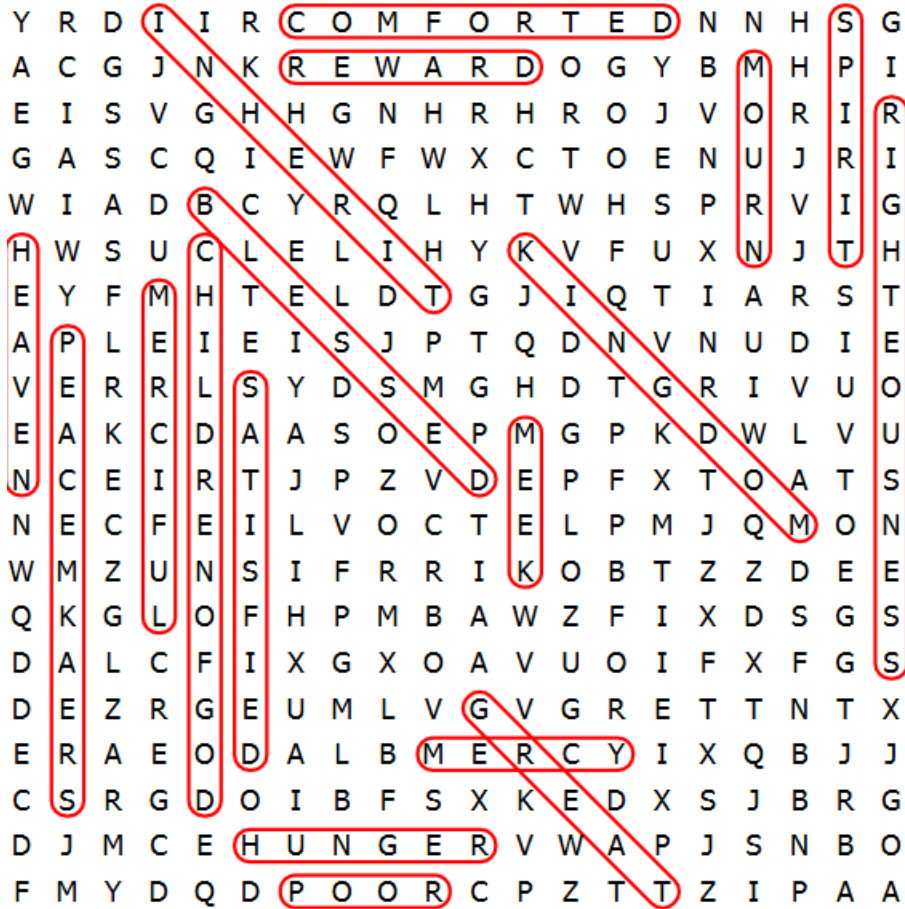 Y R D I I R C O M F O R T E D N N H S G
A C G J N K R E W A R D O G Y B M H P I
E I S V G H H G N H R H R O J V O R I R
G A S C Q I E W F W X C T O E N U J R I
W I A D B C Y R Q L H T W H S P R V I G
H W S U C L E L I H Y K V F U X N J T H
E Y F M H T E L D T G J I Q T I A R S T
A P L E I E I S J P T Q D N V N U D I E
V E R R L S Y D S M G H D T G R I V U O
E A K C D A A S O E P M G P K D W L V U
N C E I R T J P Z V D E P F X T O A T S
N E C F E I L V O C T E L P M J Q M O N
W M Z U N S I F R R I K O B T Z Z D E E
Q K G L O F H P M B A W Z F I X D S G S
D A L C F I X G X O A V U O I F X F G S
D E Z R G E U M L V G V G R E T T N T X
E R A E O D A L B M E R C Y I X Q B J J
C S R G D O I B F S X K E D X S J B R G
D J M C E H U N G E R V W A P J S N B O
F M Y D Q D P O O R C P Z T T Z I P A A